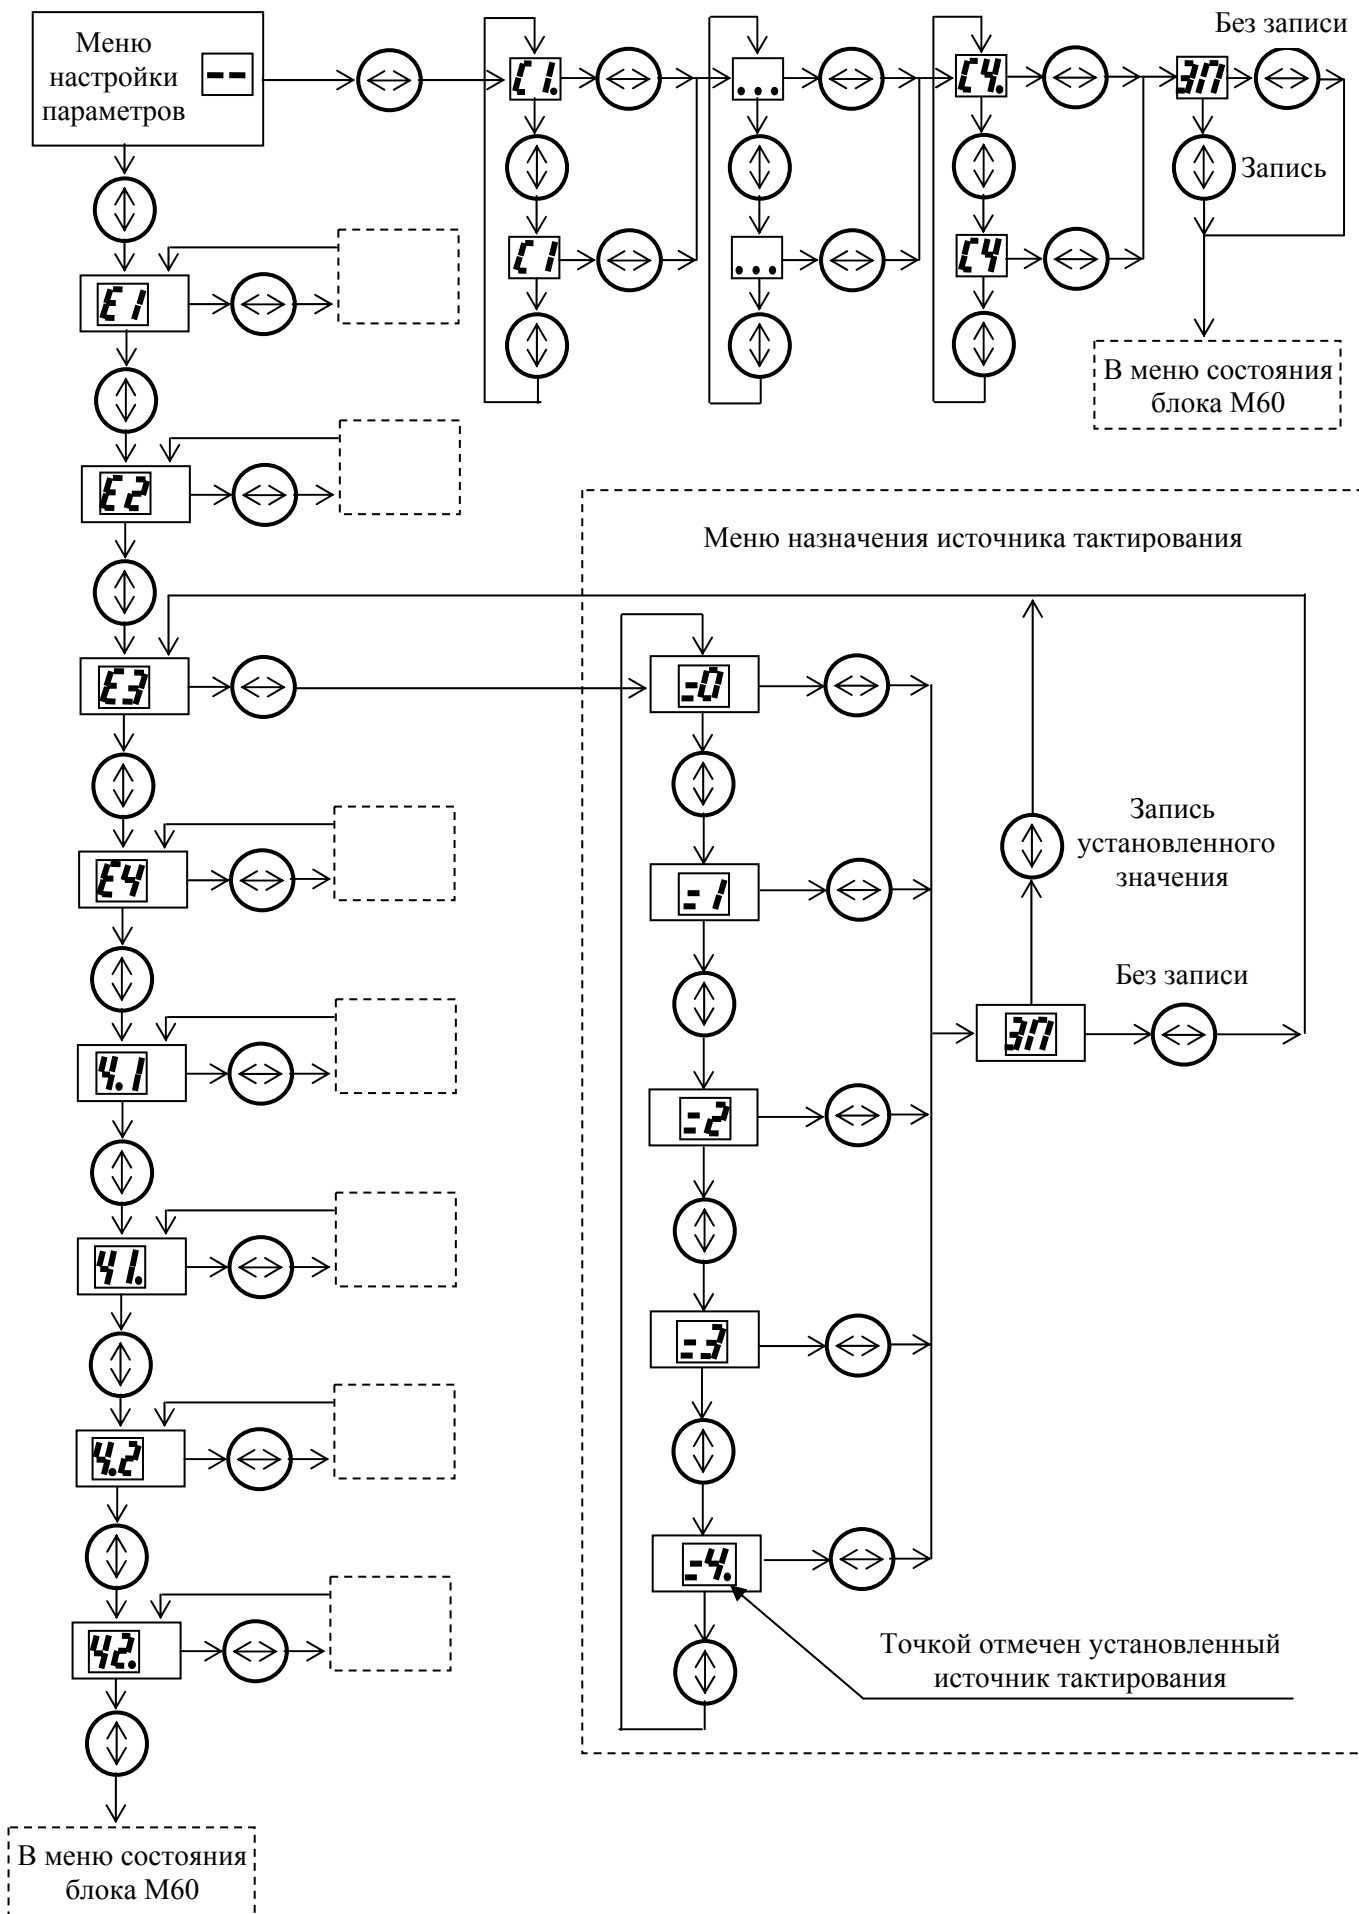 Без записи
Меню
настройки
параметров
--
C1.
...
C4.
ЗП
Запись
C1
...
C4
В меню состояния
блока М60
E1
E2
Меню назначения источника тактирования
E3
=0
Запись
установленного
значения
E4
=1
Без записи
ЗП
4.1
=2
41.
=3
4.2
=4.
Точкой отмечен установленный
источник тактирования
42.
В меню состояния
блока М60